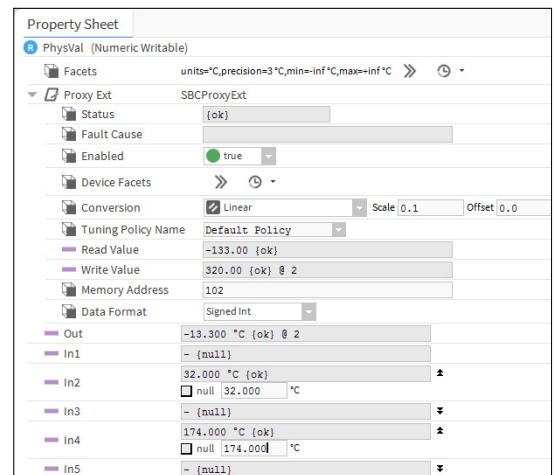 Property Sheet
R PhysVal (Numeric Writable)
Facets units=°C,precision=3 °C,min=-inf °C,max=+inf °C
Proxy Ext SBCProxyExt
Status {ok}
Fault Cause
Enabled true
Device Facets
Conversion Linear Scale 0.1 Offset 0.0
Tuning Policy Name Default Policy
Read Value -133.00 {ok}
Write Value 320.00 {ok} @ 2
Memory Address 102
Data Format Signed Int
Out -13.300 °C {ok} @ 2
In1 - {null}
In2 32.000 °C {ok}
null 32.000 °C
In3 - {null}
In4 174.000 °C {ok}
null 174.000 °C
In5 - {null}